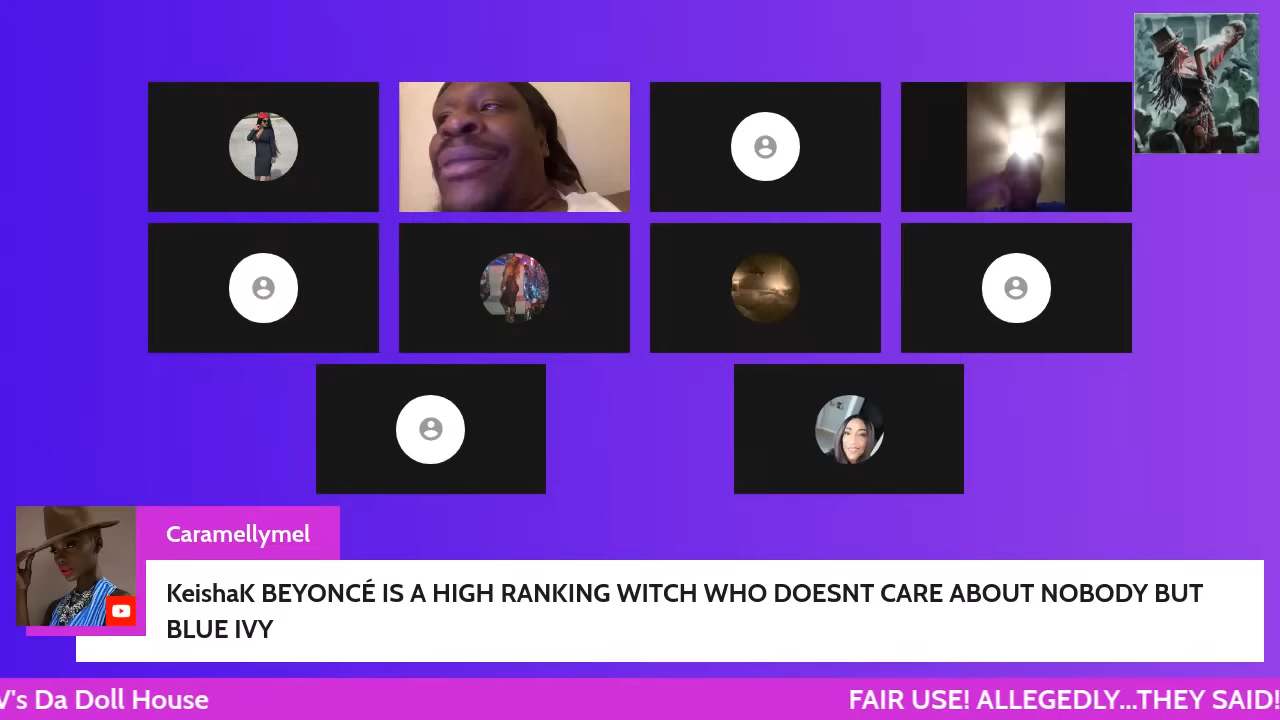 Caramellymel
KeishaK BEYONCÉ IS A HIGH RANKING WITCH WHO DOESNT CARE ABOUT NOBODY BUT
BLUE IVY
V's Da Doll House
FAIR USE! ALLEGEDLY...THEY SAID!